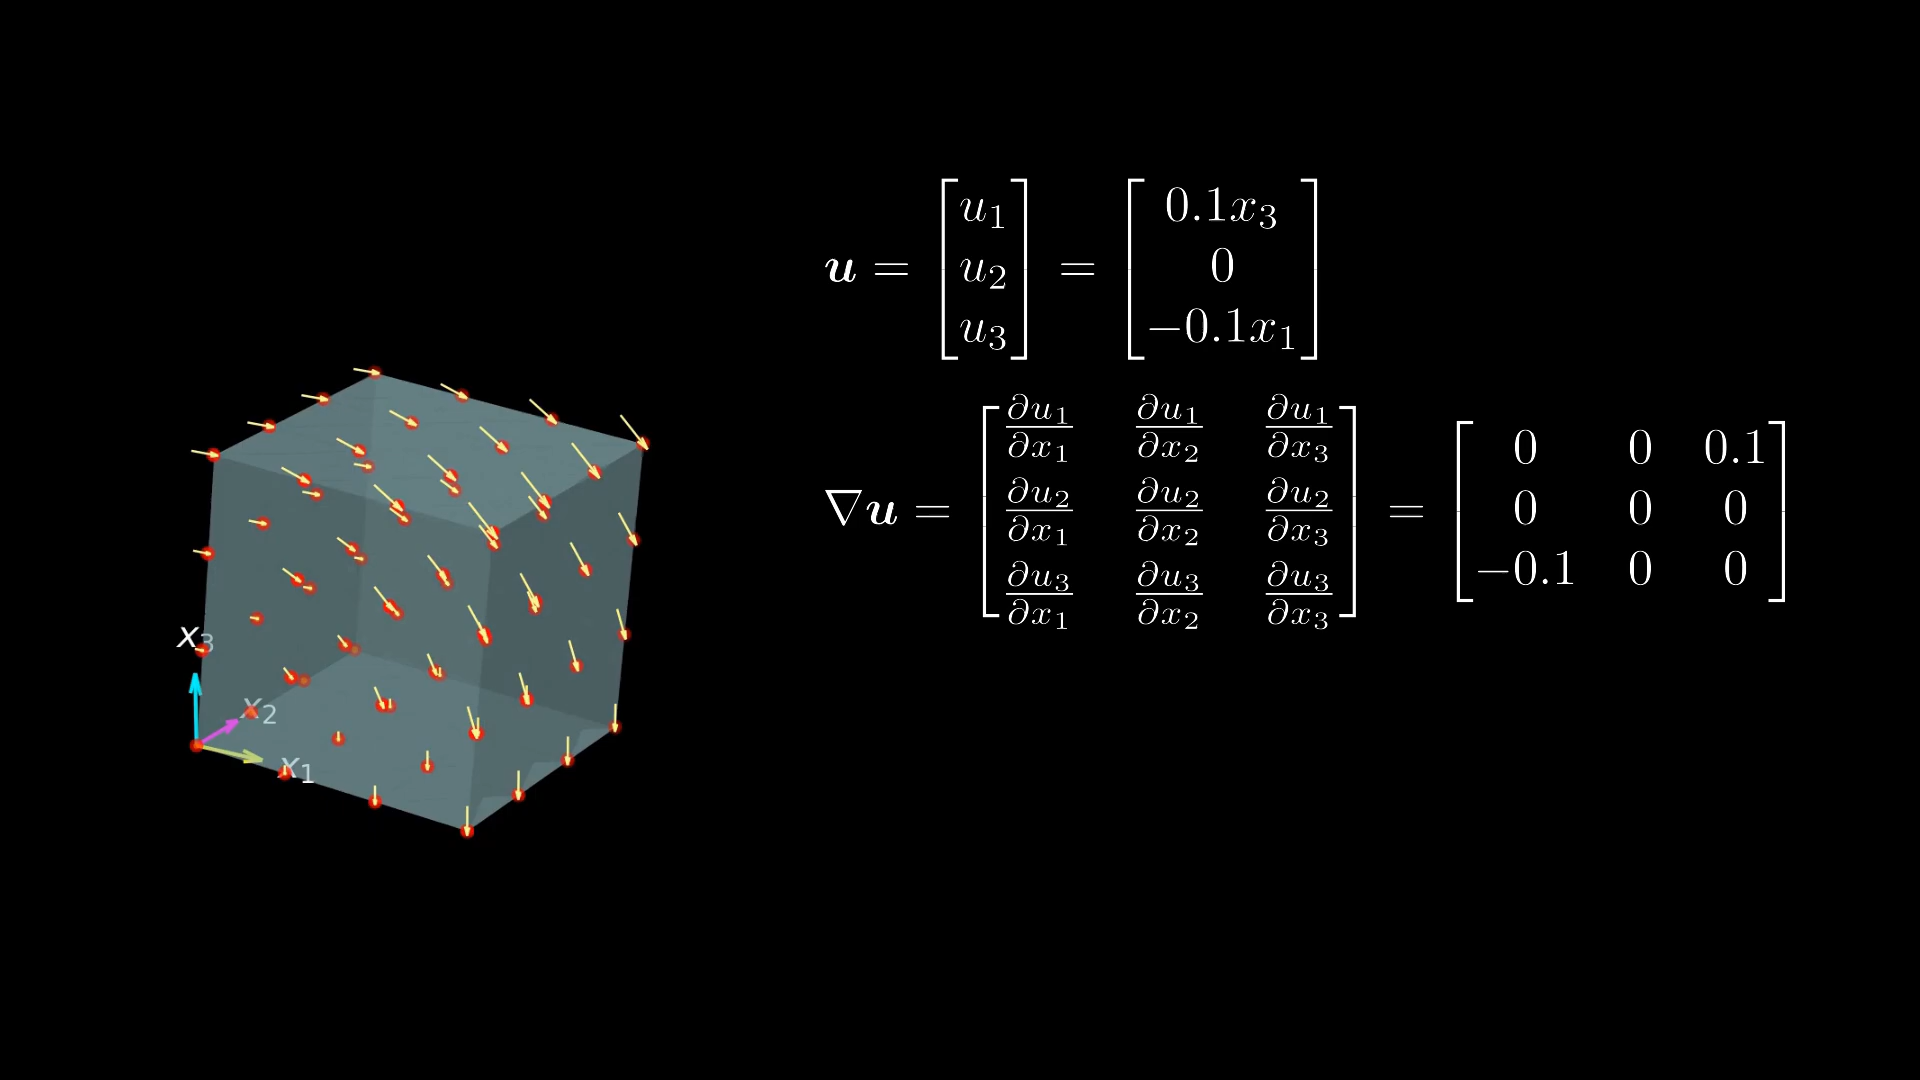 𝒖 = [u₁ u₂ u₃] = [0.1x₃ 0 −0.1x₁]
∇𝒖 = [∂u₁/∂x₁ ∂u₁/∂x₂ ∂u₁/∂x₃; ∂u₂/∂x₁ ∂u₂/∂x₂ ∂u₂/∂x₃; ∂u₃/∂x₁ ∂u₃/∂x₂ ∂u₃/∂x₃] = [0 0 0.1; 0 0 0; −0.1 0 0]
x₃
x₂
x₁